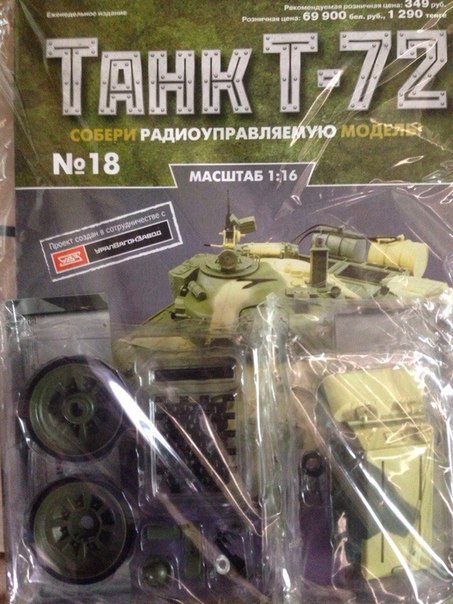 Еженедельное издание
Рекомендуемая розничная цена: 349 руб.
Розничная цена: 69 900 бел. руб., 1 290 тенге
ТАНК Т-72
СОБЕРИ РАДИОУПРАВЛЯЕМУЮ МОДЕЛЬ!
№18
МАСШТАБ 1:16
Проект создан в сотрудничестве с
УВЗ
УРАЛВАГОНЗАВОД